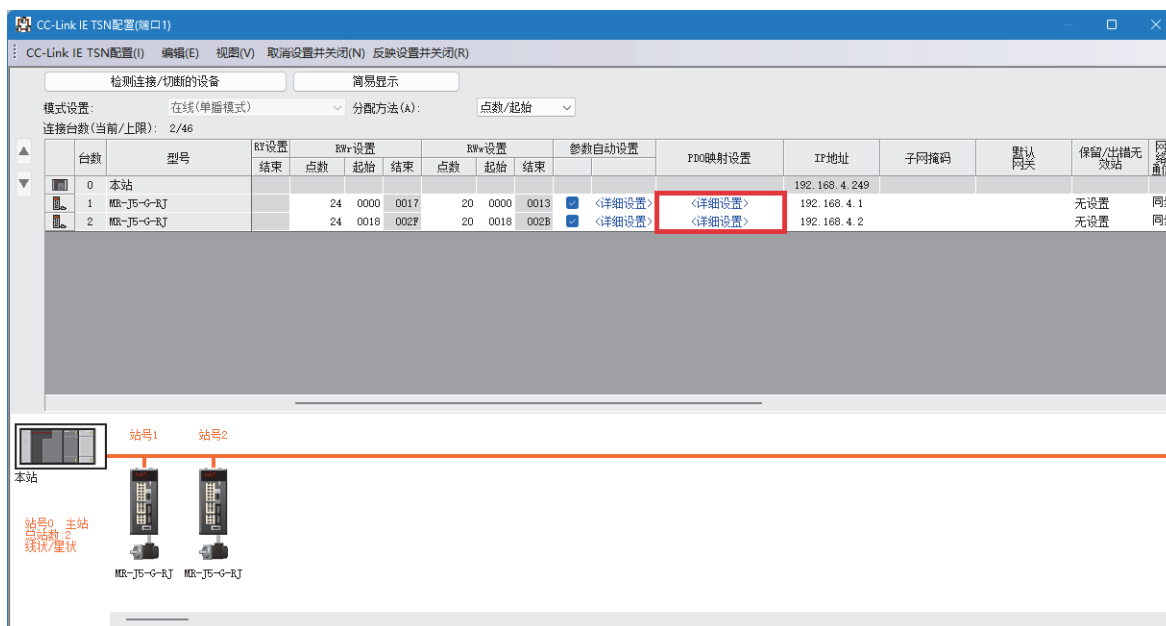 CC-Link IE TSN配置(端口1)
CC-Link IE TSN配置(I) 编辑(E) 视图(V) 取消设置并关闭(N) 反映设置并关闭(R)
检测连接/切断的设备 简易显示
模式设置: 在线(单播模式) 分配方法(A): 点数/起始
连接台数(当前/上限): 2/46
台数 型号 RY设置 RWr设置 RWw设置 参数自动设置 PDO映射设置 IP地址 子网掩码 默认网关 保留/出错无效站
结束 点数 起始 结束 点数 起始 结束
0 本站 192.168.4.249
1 MR-J5-G-RJ 24 0000 0017 20 0000 0013 <详细设置> <详细设置> 192.168.4.1 无设置
2 MR-J5-G-RJ 24 0018 002F 20 0018 002B <详细设置> <详细设置> 192.168.4.2 无设置
站号1 站号2
本站
站号0 主站
总站数:2
线状/星状
MR-J5-G-RJ MR-J5-G-RJ